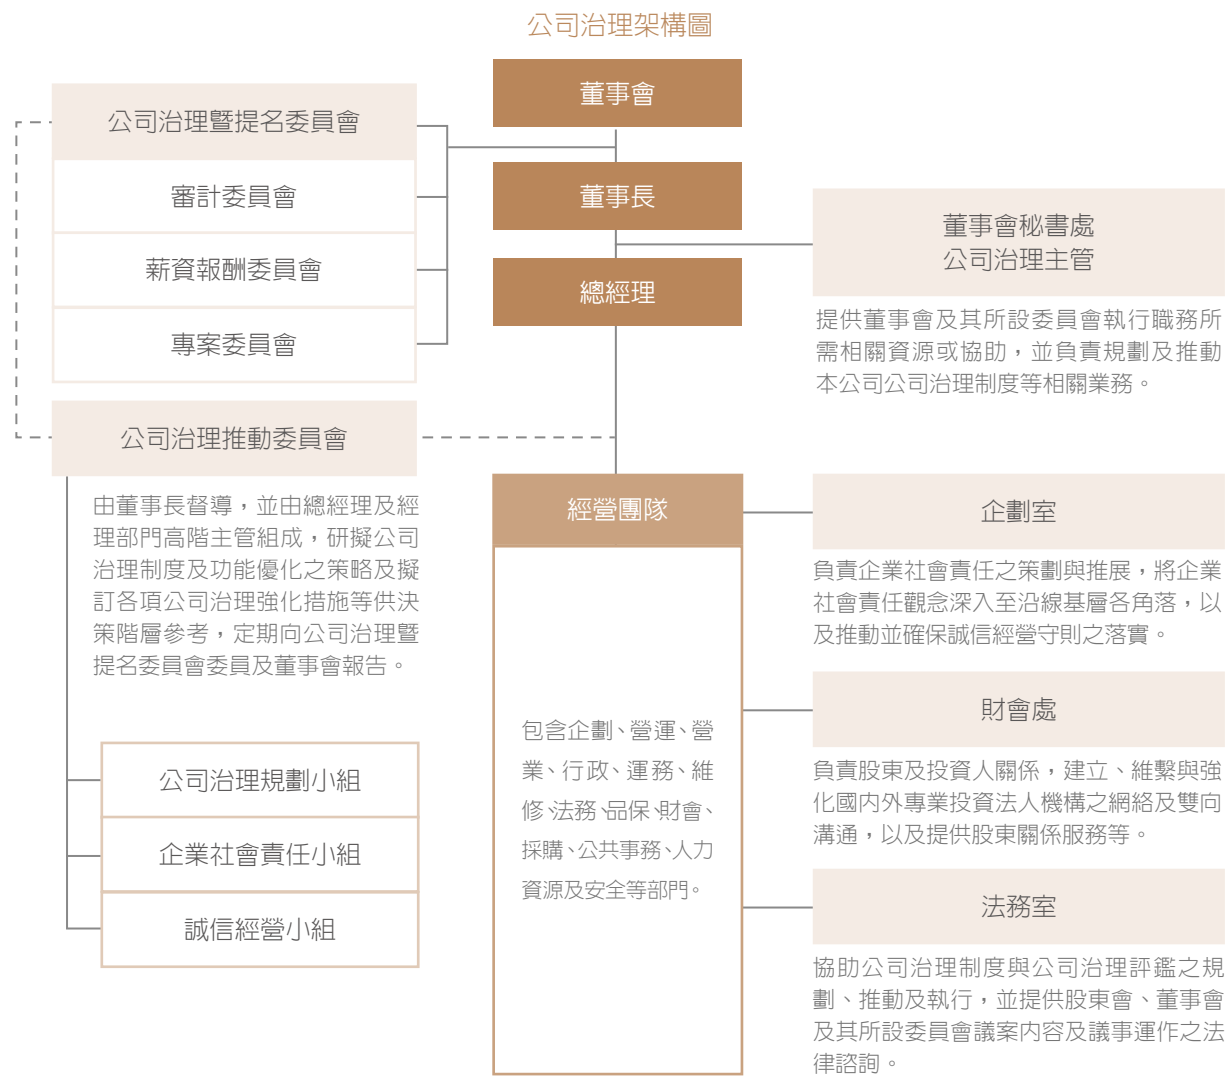 公司治理架構圖
董事會
公司治理暨提名委員會
審計委員會
薪資報酬委員會
專案委員會
董事長
董事會秘書處
公司治理主管
提供董事會及其所設委員會執行職務所
需相關資源或協助，並負責規劃及推動
本公司公司治理制度等相關業務。
總經理
公司治理推動委員會
由董事長督導，並由總經理及經
理部門高階主管組成，研擬公司
治理制度及功能優化之策略及擬
訂各項公司治理強化措施等供決
策階層參考，定期向公司治理暨
提名委員會委員及董事會報告。
公司治理規劃小組
企業社會責任小組
誠信經營小組
經營團隊
包含企劃、營運、營
業、行政、運務、維
修、法務、品保、財會、
採購、公共事務、人力
資源及安全等部門。
企劃室
負責企業社會責任之策劃與推展，將企業
社會責任觀念深入至沿線基層各角落，以
及推動並確保誠信經營守則之落實。
財會處
負責股東及投資人關係，建立、維繫與強
化國內外專業投資法人機構之網絡及雙向
溝通，以及提供股東關係服務等。
法務室
協助公司治理制度與公司治理評鑑之規
劃、推動及執行，並提供股東會、董事會
及其所設委員會議案內容及議事運作之法
律諮詢。